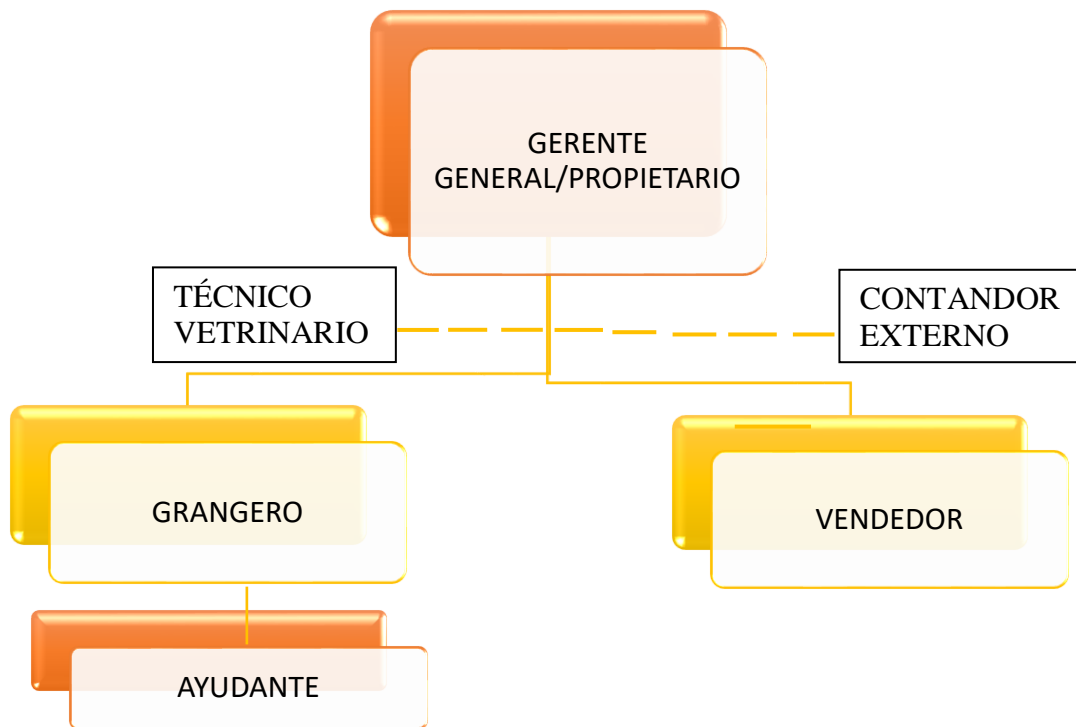 GERENTE
GENERAL/PROPIETARIO
TÉCNICO
VETRINARIO
CONTANDOR
EXTERNO
GRANGERO
VENDEDOR
AYUDANTE